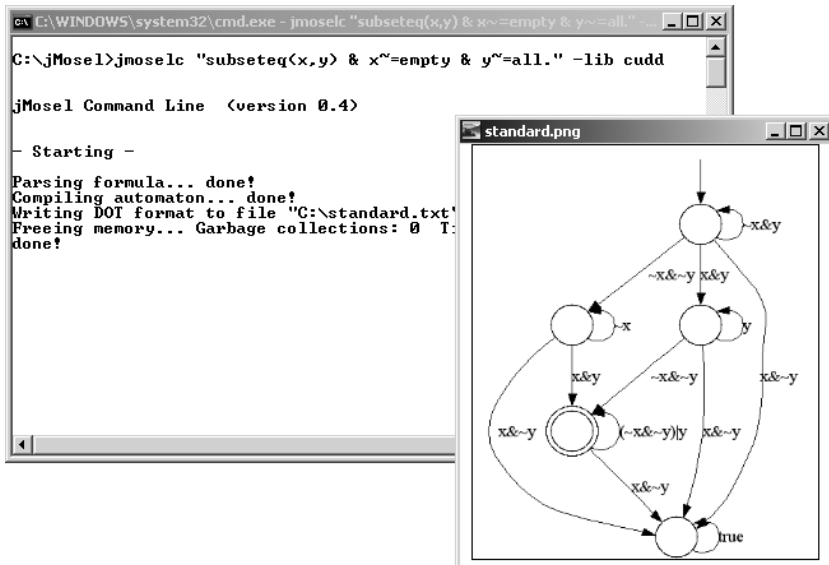 C:\WINDOWS\system32\cmd.exe - jmoselc "subseteq(x,y) & x~=empty & y~=all." -...
C:\jMosel>jmoselc "subseteq(x,y) & x~=empty & y~=all." -lib cudd
jMosel Command Line (version 0.4)
- Starting -
Parsing formula... done!
Compiling automaton... done!
Writing DOT format to file "C:\standard.txt"
Freeing memory... Garbage collections: 0
done!
standard.png
~x&y
~x&~y x&y
~x
y
x&y
~x&~y
x&~y
x&~y
(~x&~y)|y
x&~y
x&~y
true